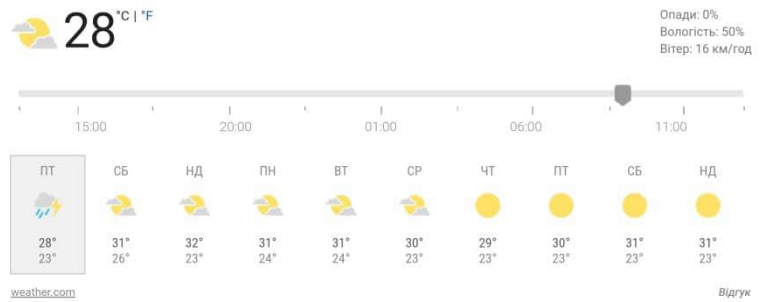 28 °C | °F
Опади: 0%
Вологість: 50%
Вітер: 16 км/год
15:00 20:00 01:00 06:00 11:00
ПТ СБ НД ПН ВТ СР ЧТ ПТ СБ НД
28° 31° 32° 31° 31° 30° 29° 30° 31° 31°
23° 26° 23° 24° 24° 23° 23° 23° 23° 23°
weather.com Відгук